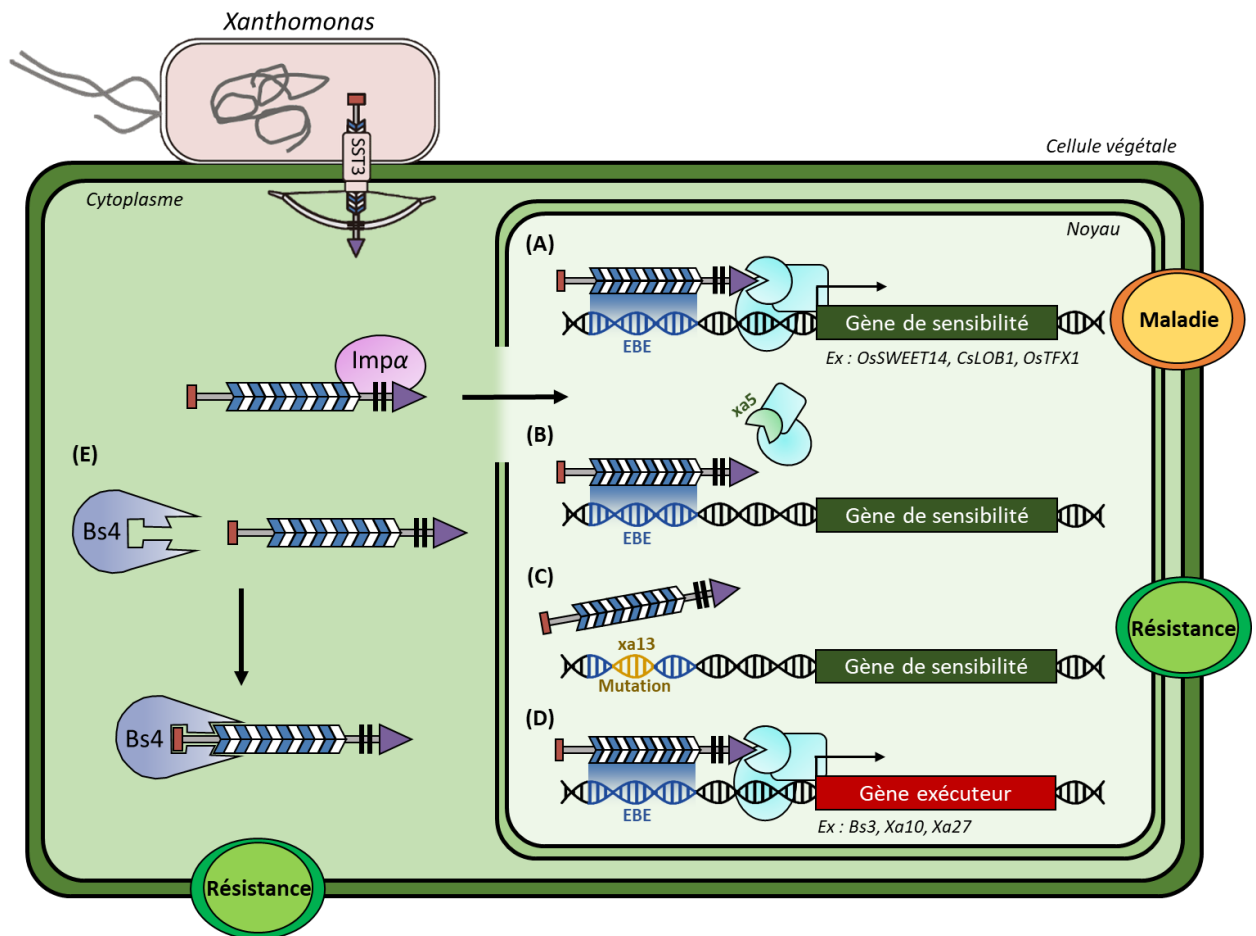 Xanthomonas
SST3
Cellule végétale
Cytoplasme
Noyau
(A)
EBE
Gène de sensibilité
Ex : OsSWEET14, CsLOB1, OsTFX1
Maladie
Impα
xa5
(B)
EBE
Gène de sensibilité
(E)
Bs4
(C)
xa13
Mutation
Gène de sensibilité
Résistance
Bs4
(D)
EBE
Gène exécuteur
Ex : Bs3, Xa10, Xa27
Résistance